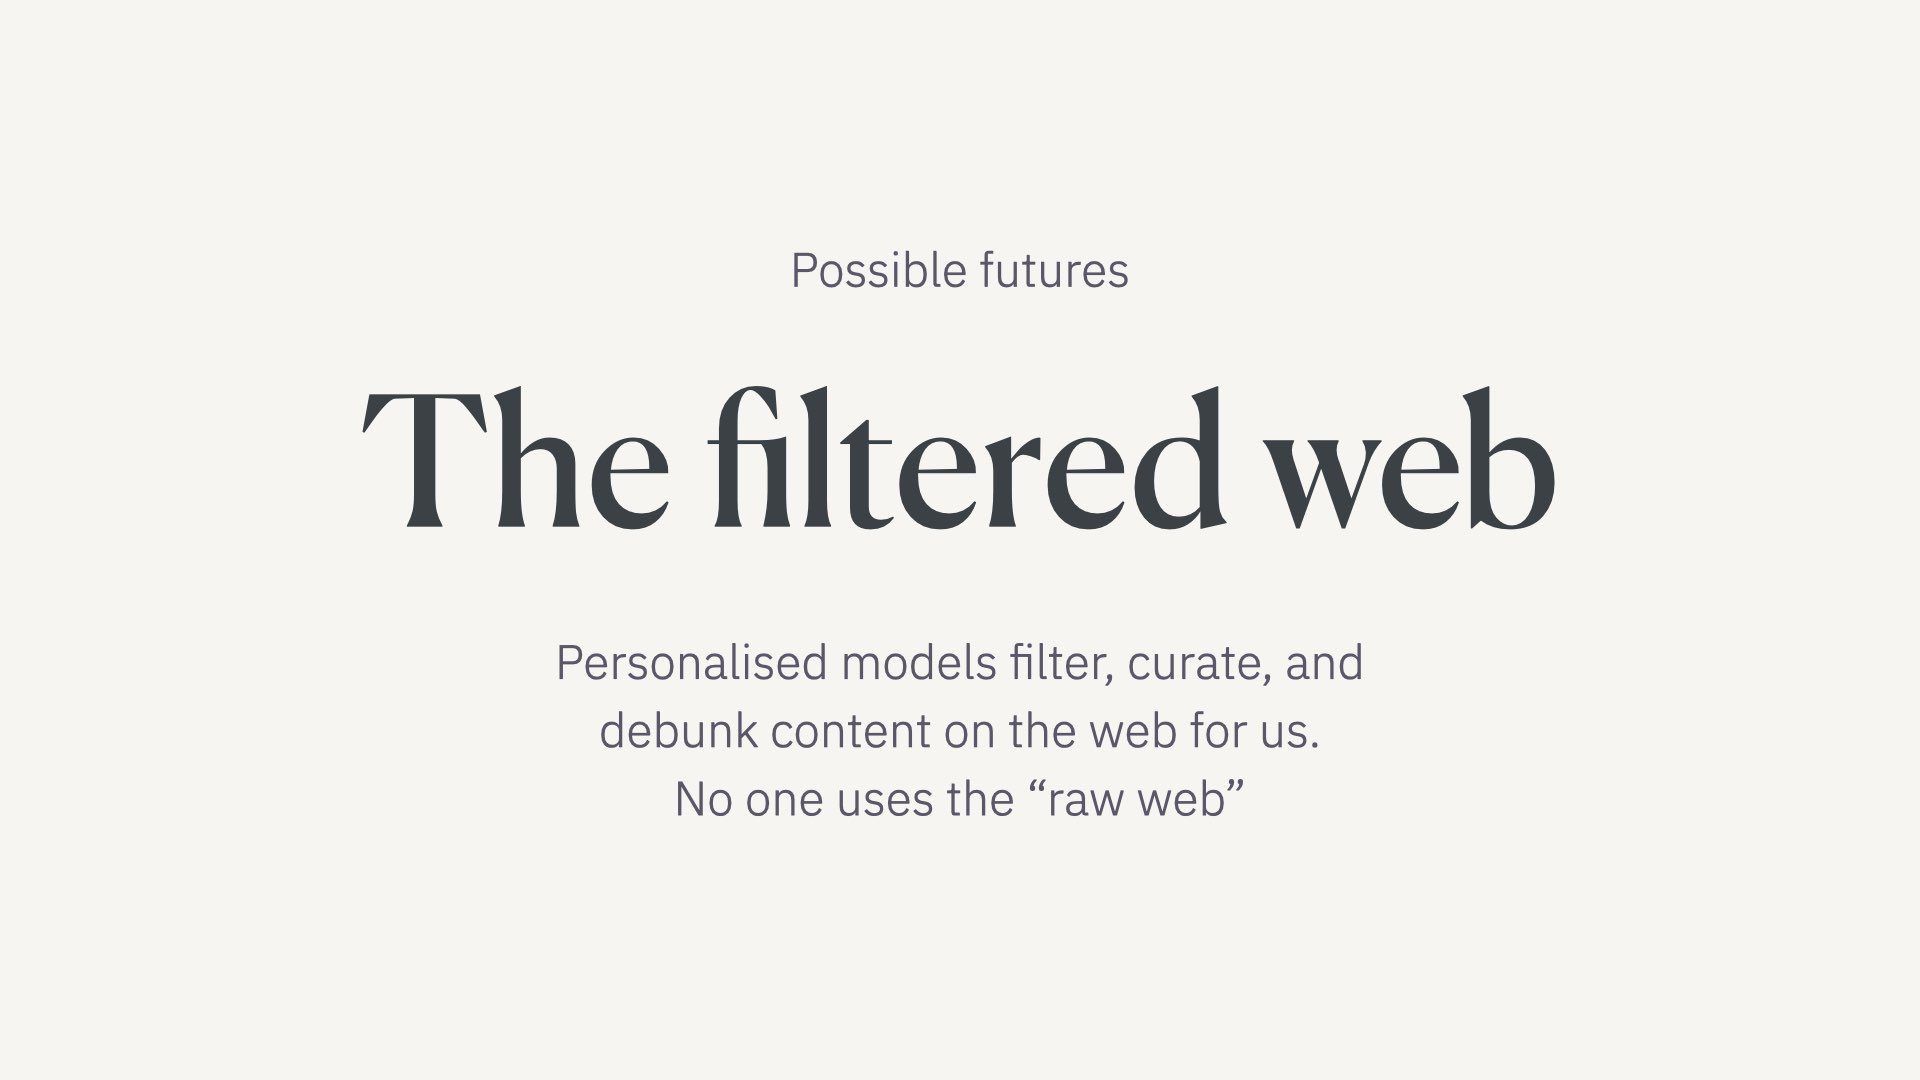 Possible futures
The filtered web
Personalised models filter, curate, and
debunk content on the web for us.
No one uses the “raw web”